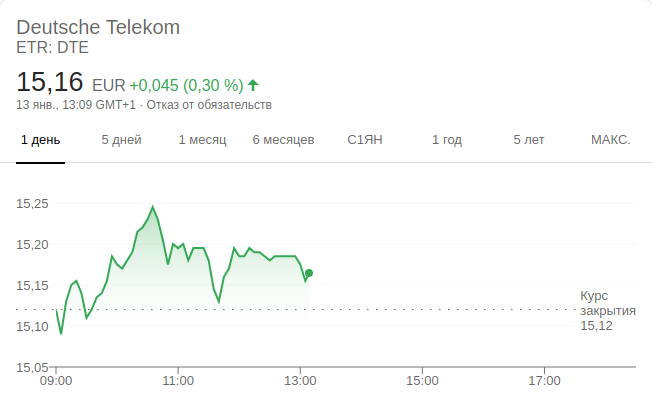 Deutsche Telekom
ETR: DTE
15,16 EUR +0,045 (0,30 %)
13 янв., 13:09 GMT+1 · Отказ от обязательств
1 день 5 дней 1 месяц 6 месяцев С1ЯН 1 год 5 лет МАКС.
15,25
15,20
15,15
15,10
15,05
Курс
закрытия
15,12
09:00 11:00 13:00 15:00 17:00